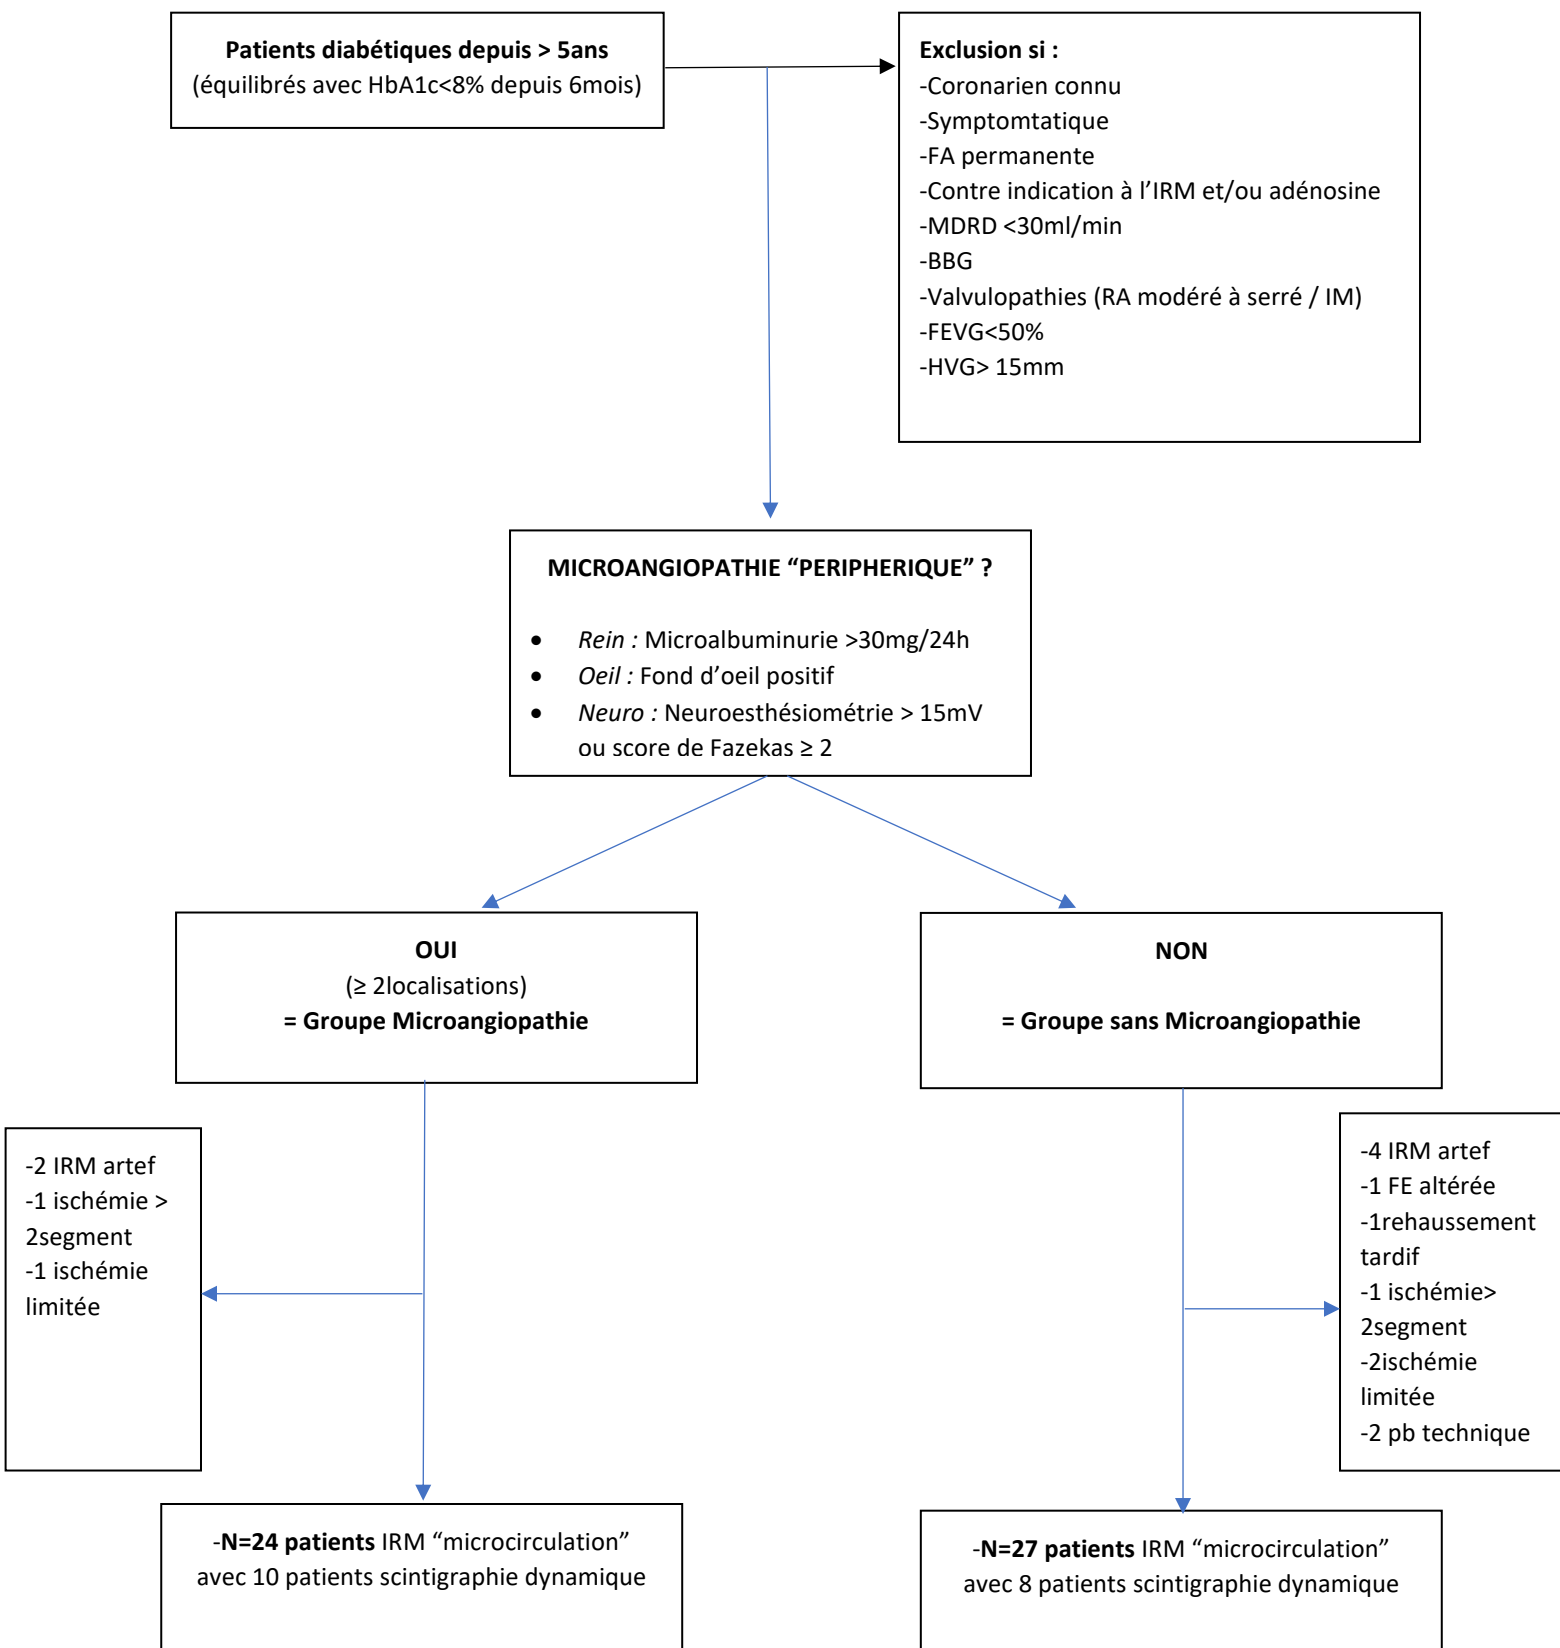 Patients diabétiques depuis > 5ans
(équilibrés avec HbA1c<8% depuis 6mois)
Exclusion si :
-Coronarien connu
-Symptomtatique
-FA permanente
-Contre indication à l’IRM et/ou adénosine
-MDRD <30ml/min
-BBG
-Valvulopathies (RA modéré à serré / IM)
-FEVG<50%
-HVG> 15mm
MICROANGIOPATHIE “PERIPHERIQUE” ?
• Rein : Microalbuminurie >30mg/24h
• Oeil : Fond d’oeil positif
• Neuro : Neuroesthésiométrie > 15mV
ou score de Fazekas ≥ 2
OUI
(≥ 2localisations)
= Groupe Microangiopathie
NON
= Groupe sans Microangiopathie
-2 IRM artef
-1 ischémie >
2segment
-1 ischémie
limitée
-4 IRM artef
-1 FE altérée
-1rehaussement
tardif
-1 ischémie>
2segment
-2ischémie
limitée
-2 pb technique
-N=24 patients IRM “microcirculation”
avec 10 patients scintigraphie dynamique
-N=27 patients IRM “microcirculation”
avec 8 patients scintigraphie dynamique